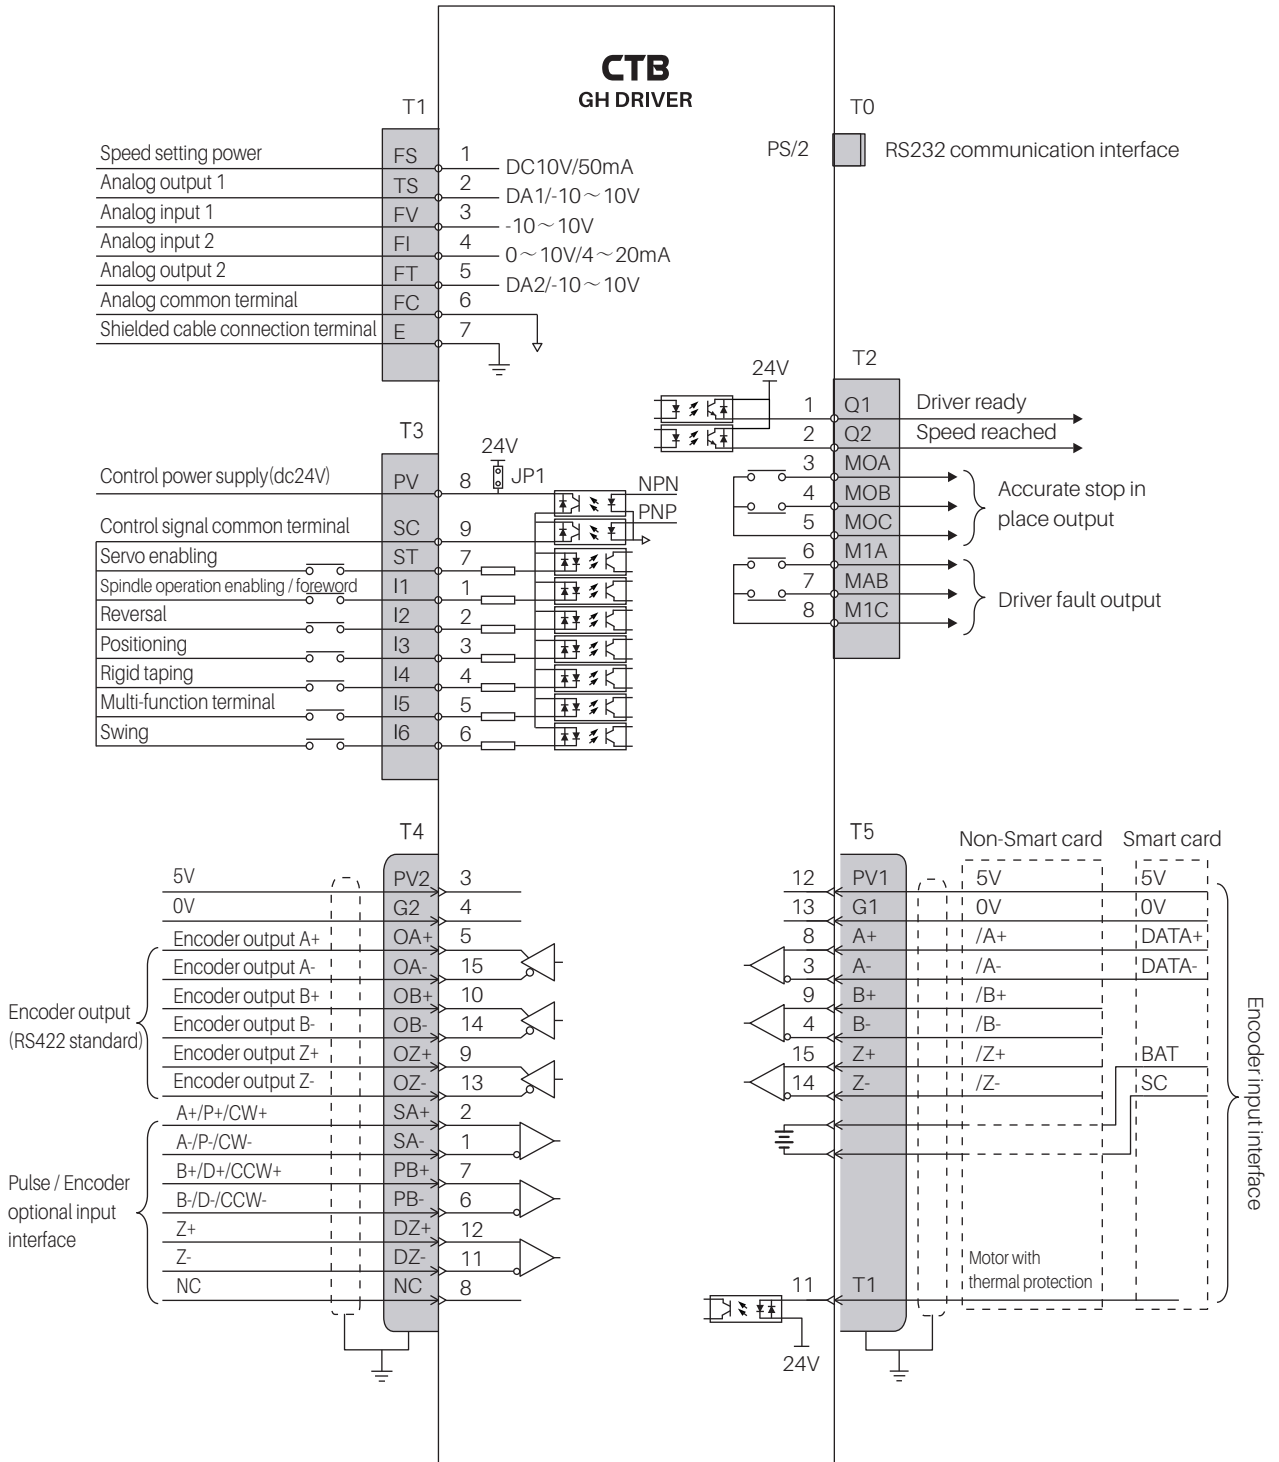 CTB
GH DRIVER
T1
Speed setting power FS 1 DC10V/50mA
Analog output 1 TS 2 DA1/-10～10V
Analog input 1 FV 3 -10～10V
Analog input 2 FI 4 0～10V/4～20mA
Analog output 2 FT 5 DA2/-10～10V
Analog common terminal FC 6
Shielded cable connection terminal E 7
T0
PS/2 RS232 communication interface
T2
24V
1 Q1 Driver ready
2 Q2 Speed reached
3 MOA
4 MOB
5 MOC
Accurate stop in
place output
6 M1A
7 MAB
8 M1C
Driver fault output
T3
24V
JP1
Control power supply(dc24V) PV 8 NPN
PNP
Control signal common terminal SC 9
Servo enabling ST 7
Spindle operation enabling / foreword I1 1
Reversal I2 2
Positioning I3 3
Rigid taping I4 4
Multi-function terminal I5 5
Swing I6 6
T4
5V PV2 3
0V G2 4
Encoder output A+ OA+ 5
Encoder output A- OA- 15
Encoder output B+ OB+ 10
Encoder output B- OB- 14
Encoder output Z+ OZ+ 9
Encoder output Z- OZ- 13
Encoder output
(RS422 standard)
A+/P+/CW+ SA+ 2
A-/P-/CW- SA- 1
B+/D+/CCW+ PB+ 7
B-/D-/CCW- PB- 6
Z+ DZ+ 12
Z- DZ- 11
NC NC 8
Pulse / Encoder
optional input
interface
T5
Non-Smart card Smart card
12 PV1 5V 5V
13 G1 0V 0V
8 A+ /A+ DATA+
3 A- /A- DATA-
9 B+ /B+
4 B- /B-
15 Z+ /Z+ BAT
14 Z- /Z- SC
Motor with
thermal protection
11 T1
24V
Encoder input interface